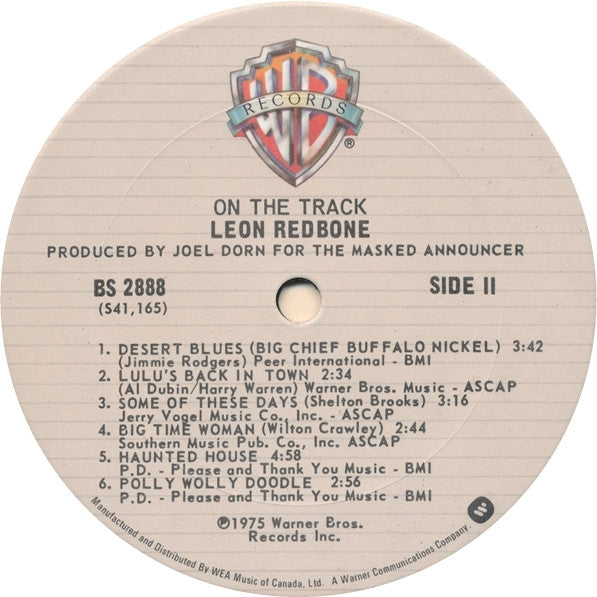 WB
RECORDS
®
ON THE TRACK
LEON REDBONE
PRODUCED BY JOEL DORN FOR THE MASKED ANNOUNCER
BS 2888
(S41,165)
SIDE II
1. DESERT BLUES (BIG CHIEF BUFFALO NICKEL) 3:42
(Jimmie Rodgers) Peer International - BMI
2. LULU'S BACK IN TOWN 2:34
(Al Dubin/Harry Warren) Warner Bros. Music - ASCAP
3. SOME OF THESE DAYS (Shelton Brooks) 3:16
Jerry Vogel Music Co., Inc. - ASCAP
4. BIG TIME WOMAN (Wilton Crawley) 2:44
Southern Music Pub. Co., Inc. ASCAP
5 HAUNTED HOUSE 4:58
P.D. - Please and Thank You Music - BMI
6 POLLY WOLLY DOODLE 2:56
P.D. - Please and Thank You Music - BMI
℗1975 Warner Bros.
Records Inc.
Manufactured and Distributed By WEA Music of Canada, Ltd. A Warner Communications Company.